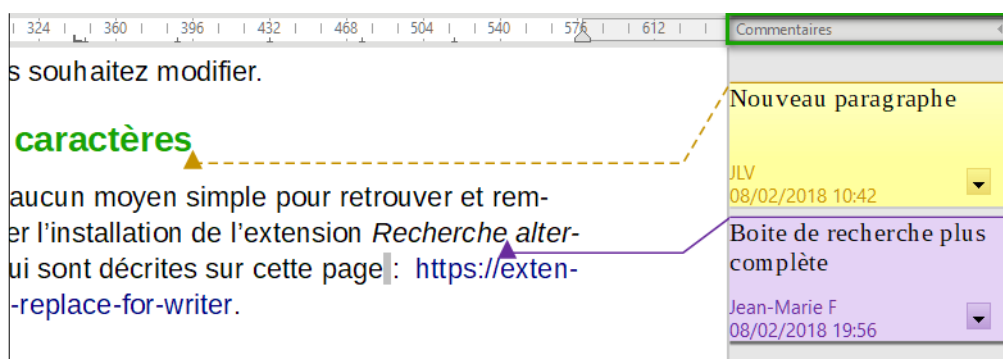 324 360 396 432 468 504 540 576 612 Commentaires
s souhaitez modifier.
caractères
aucun moyen simple pour retrouver et rem-
er l’installation de l’extension Recherche alter-
ui sont décrites sur cette page : https://exten-
-replace-for-writer.
Nouveau paragraphe
JLV
08/02/2018 10:42
Boite de recherche plus
complète
Jean-Marie F
08/02/2018 19:56